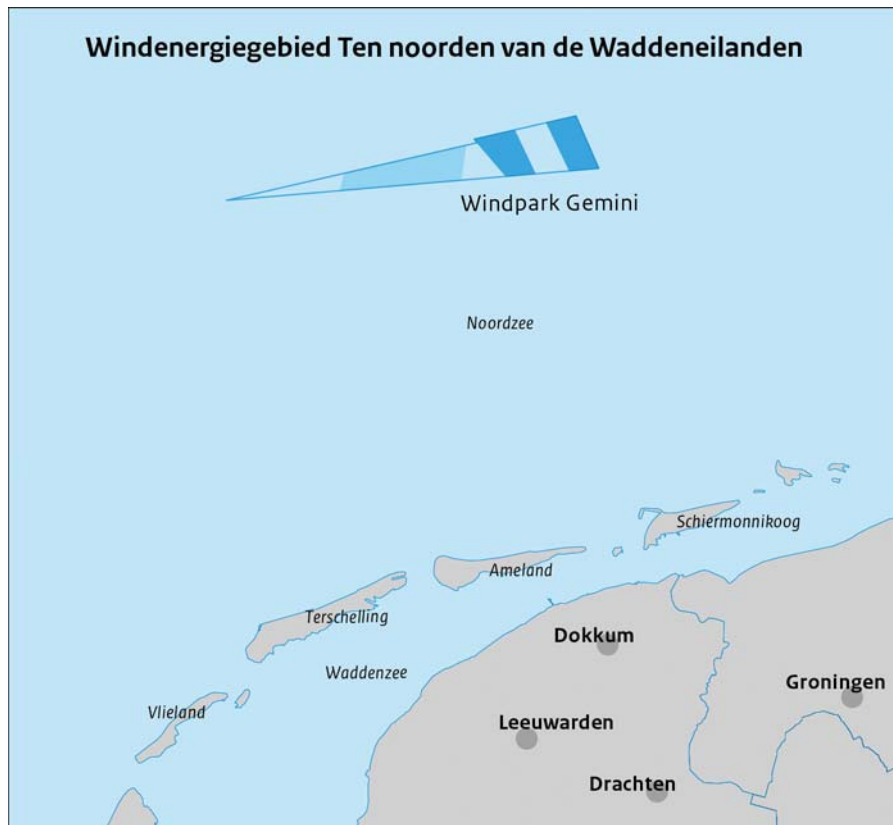 Windenergiegebied Ten noorden van de Waddeneilanden
Windpark Gemini
Noordzee
Schiermonnikoog
Ameland
Terschelling
Dokkum
Waddenzee
Groningen
Vlieland
Leeuwarden
Drachten